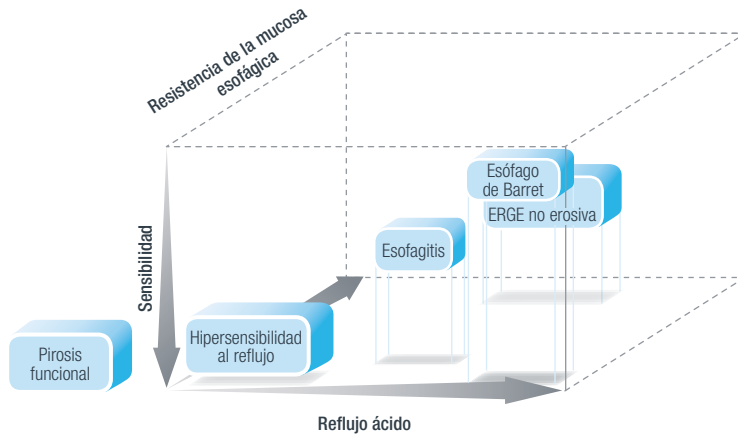 Resistencia de la mucosa
esofágica
Esófago
de Barret
ERGE no erosiva
Esofagitis
Sensibilidad
Hipersensibilidad
al reflujo
Pirosis
funcional
Reflujo ácido